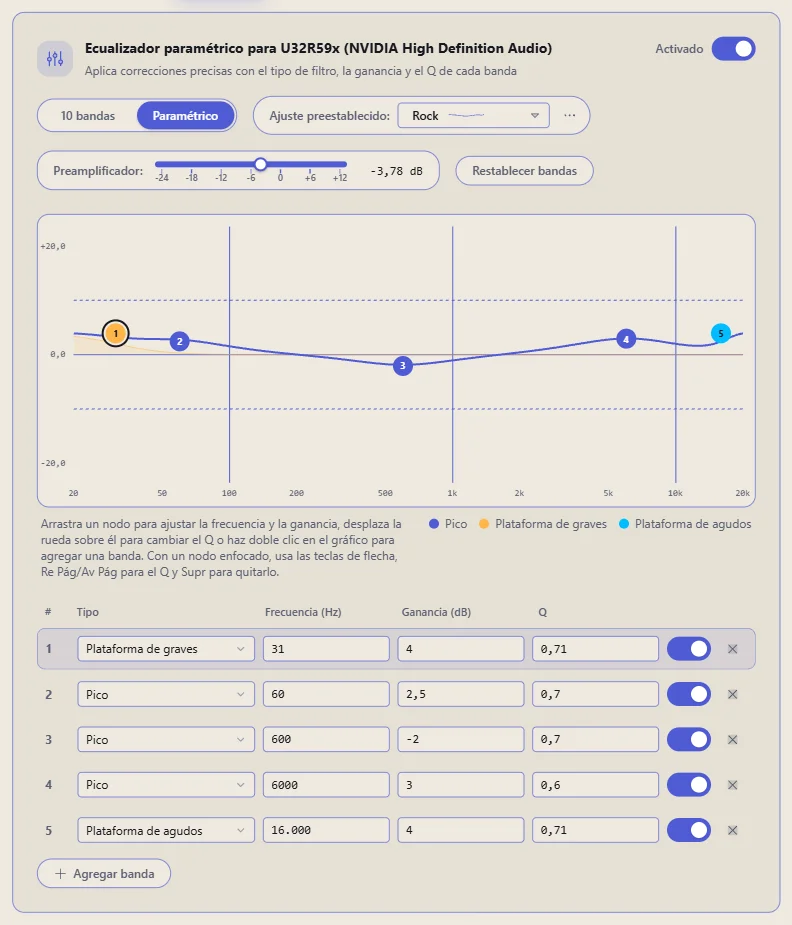 Ecualizador paramétrico para U32R59x (NVIDIA High Definition Audio)
Aplica correcciones precisas con el tipo de filtro, la ganancia y el Q de cada banda
Activado
10 bandas
Paramétrico
Ajuste preestablecido:
Rock
...
Preamplificador:
-24 -18 -12 -6 0 +6 +12
-3,78 dB
Restablecer bandas
+20,0
0,0
-20,0
1
2
3
4
5
20 50 100 200 500 1k 2k 5k 10k 20k
Arrastra un nodo para ajustar la frecuencia y la ganancia, desplaza la
rueda sobre él para cambiar el Q o haz doble clic en el gráfico para
agregar una banda. Con un nodo enfocado, usa las teclas de flecha,
Re Pág/Av Pág para el Q y Supr para quitarlo.
Pico
Plataforma de graves
Plataforma de agudos
# Tipo Frecuencia (Hz) Ganancia (dB) Q
1 Plataforma de graves 31 4 0,71
2 Pico 60 2,5 0,7
3 Pico 600 -2 0,7
4 Pico 6000 3 0,6
5 Plataforma de agudos 16.000 4 0,71
Agregar banda